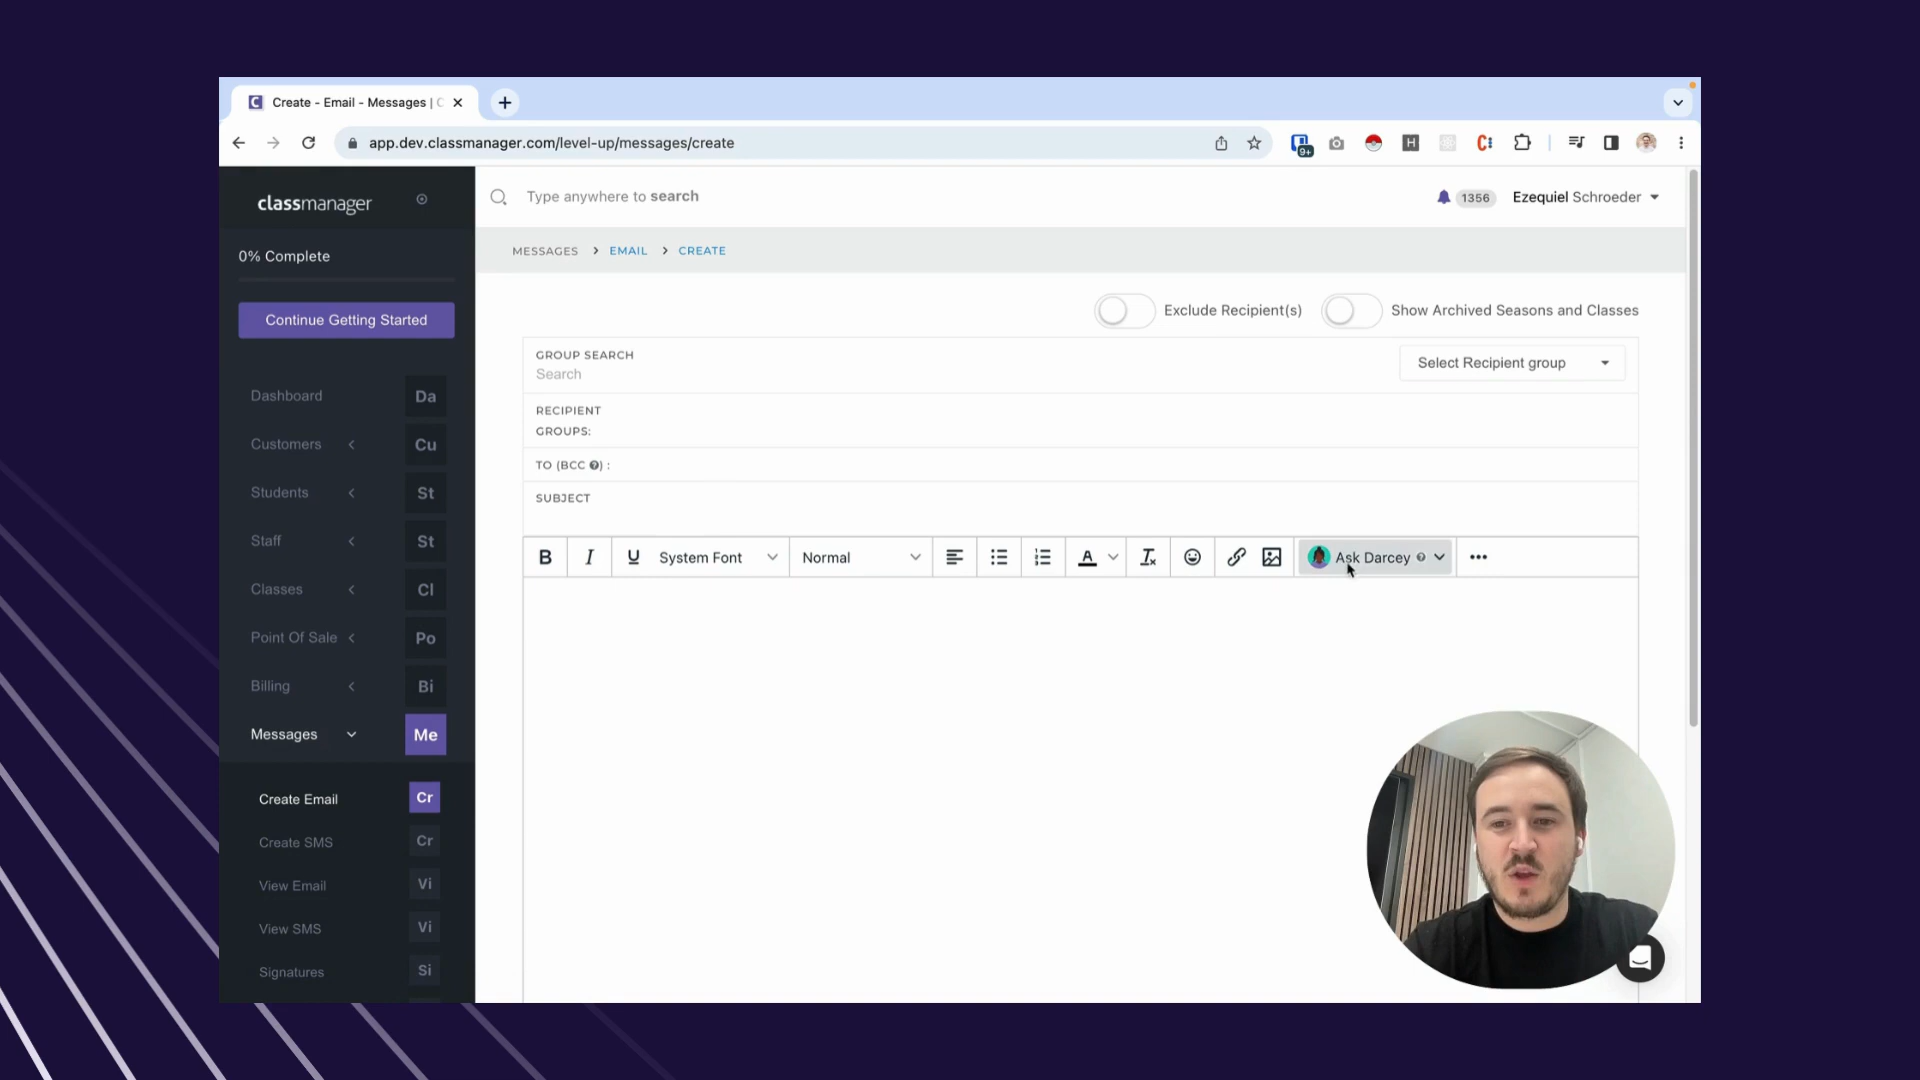 Create - Email - Messages | C
app.dev.classmanager.com/level-up/messages/create
9+
H
C
classmanager
Type anywhere to search
1356
Ezequiel Schroeder
0% Complete
MESSAGES > EMAIL > CREATE
Continue Getting Started
Exclude Recipient(s)
Show Archived Seasons and Classes
GROUP SEARCH
Search
Select Recipient group
RECIPIENT
GROUPS:
TO (BCC ?) :
SUBJECT
B I U System Font Normal A Ask Darcey ?
Dashboard Da
Customers Cu
Students St
Staff St
Classes Cl
Point Of Sale Po
Billing Bi
Messages Me
Create Email Cr
Create SMS Cr
View Email Vi
View SMS Vi
Signatures Si